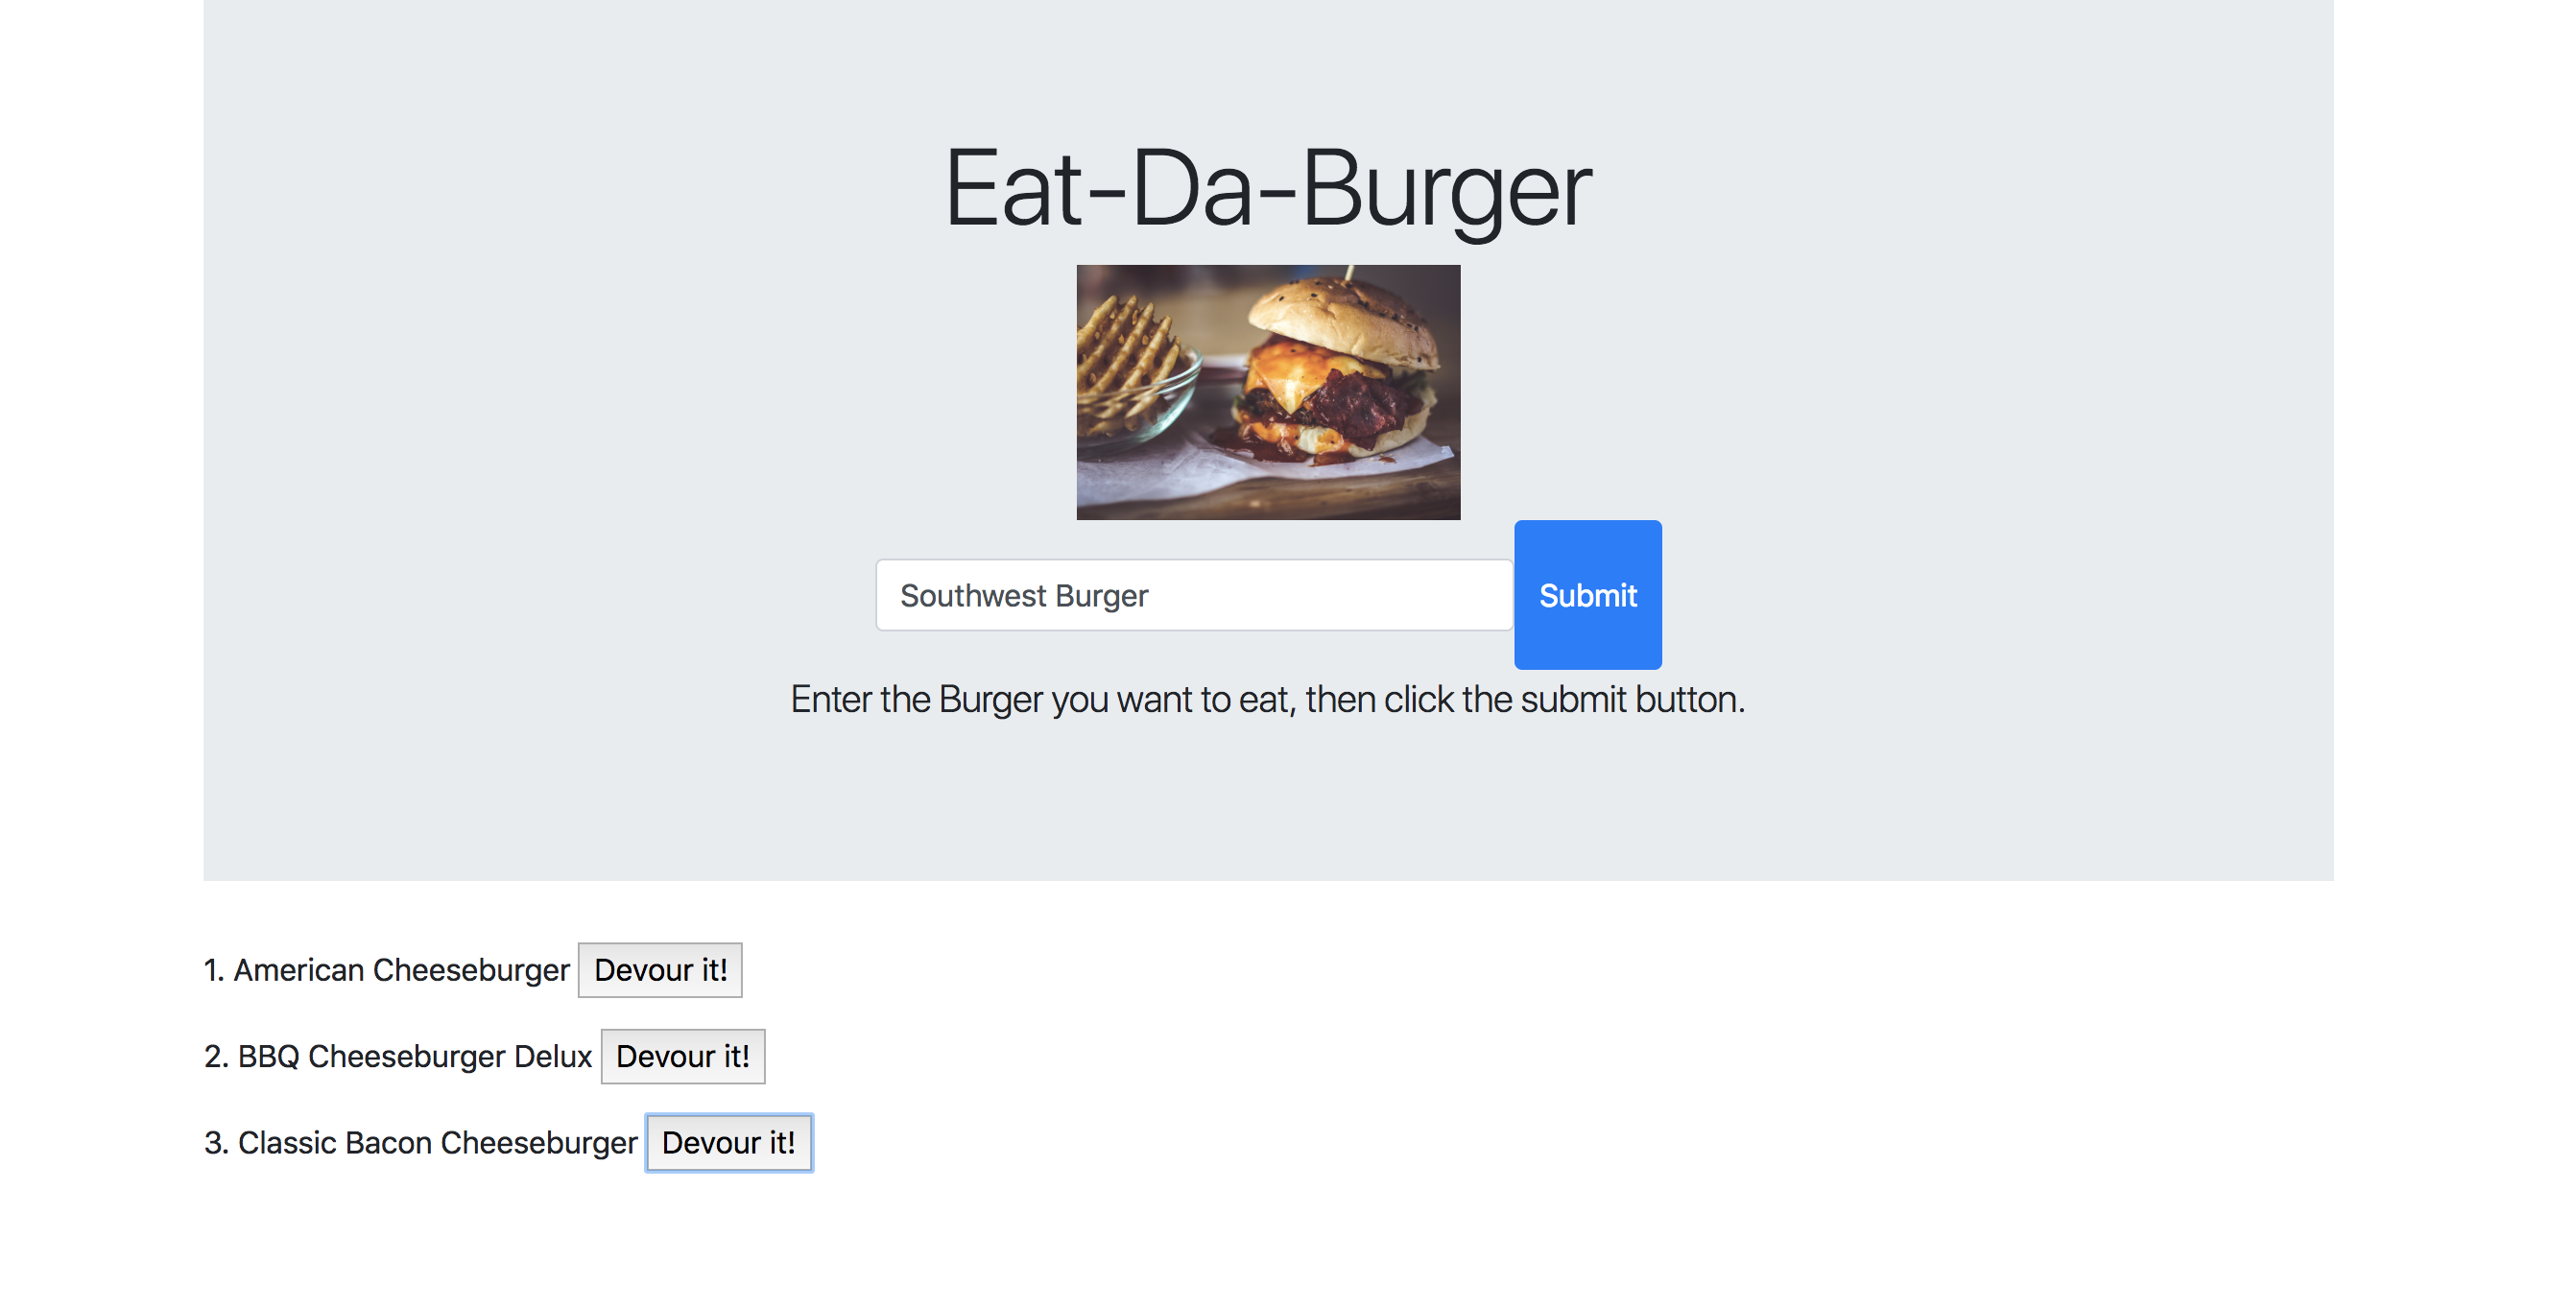 Eat-Da-Burger
Southwest Burger
Submit
Enter the Burger you want to eat, then click the submit button.
1. American Cheeseburger Devour it!
2. BBQ Cheeseburger Delux Devour it!
3. Classic Bacon Cheeseburger Devour it!